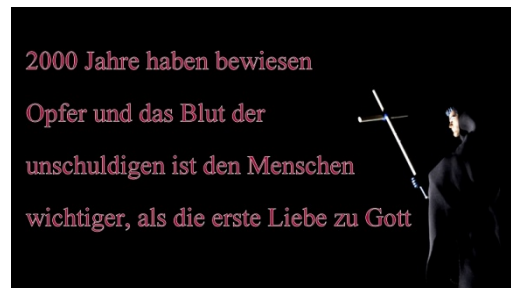 2000 Jahre haben bewiesen
Opfer und das Blut der
unschuldigen ist den Menschen
wichtiger, als die erste Liebe zu Gott